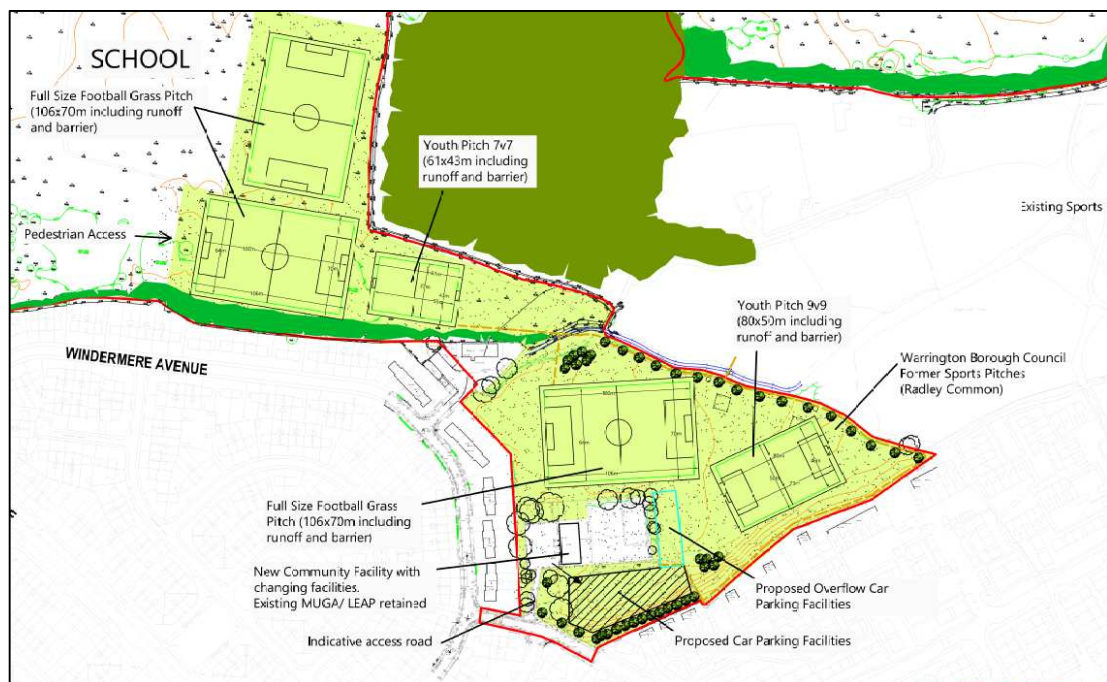 SCHOOL
Full Size Football Grass Pitch
(106x70m including runoff
and barrier)
Youth Pitch 7v7
(61x43m including
runoff and barrier)
Pedestrian Access
Existing Sports
Youth Pitch 9v9
(80x50m including
runoff and barrier)
WINDERMERE AVENUE
Warrington Borough Council
Former Sports Pitches
(Radley Common)
Full Size Football Grass
Pitch (106x70m including
runoff and barrier)
New Community Facility with
changing facilities.
Existing MUGA/ LEAP retained
Proposed Overflow Car
Parking Facilities
Indicative access road
Proposed Car Parking Facilities